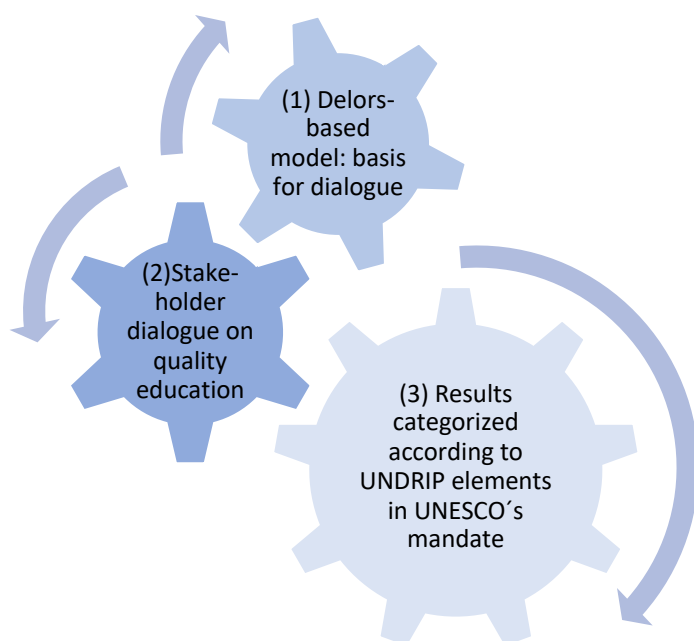 (1) Delors-
based
model: basis
for dialogue
(2)Stake-
holder
dialogue on
quality
education
(3) Results
categorized
according to
UNDRIP elements
in UNESCO´s
mandate